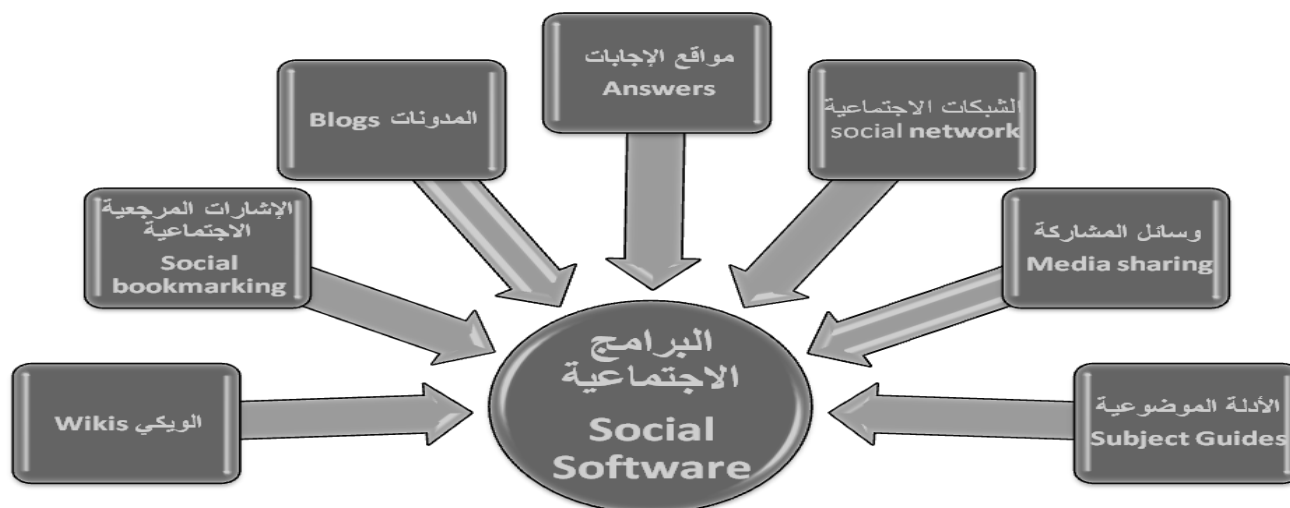 مواقع الإجابات
Answers
المدونات Blogs
الشبكات الاجتماعية
social network
الإشارات المرجعية
الاجتماعية
Social
bookmarking
وسائل المشاركة
Media sharing
البرامج
الاجتماعية
Social
Software
الويكي Wikis
الأدلة الموضوعية
Subject Guides